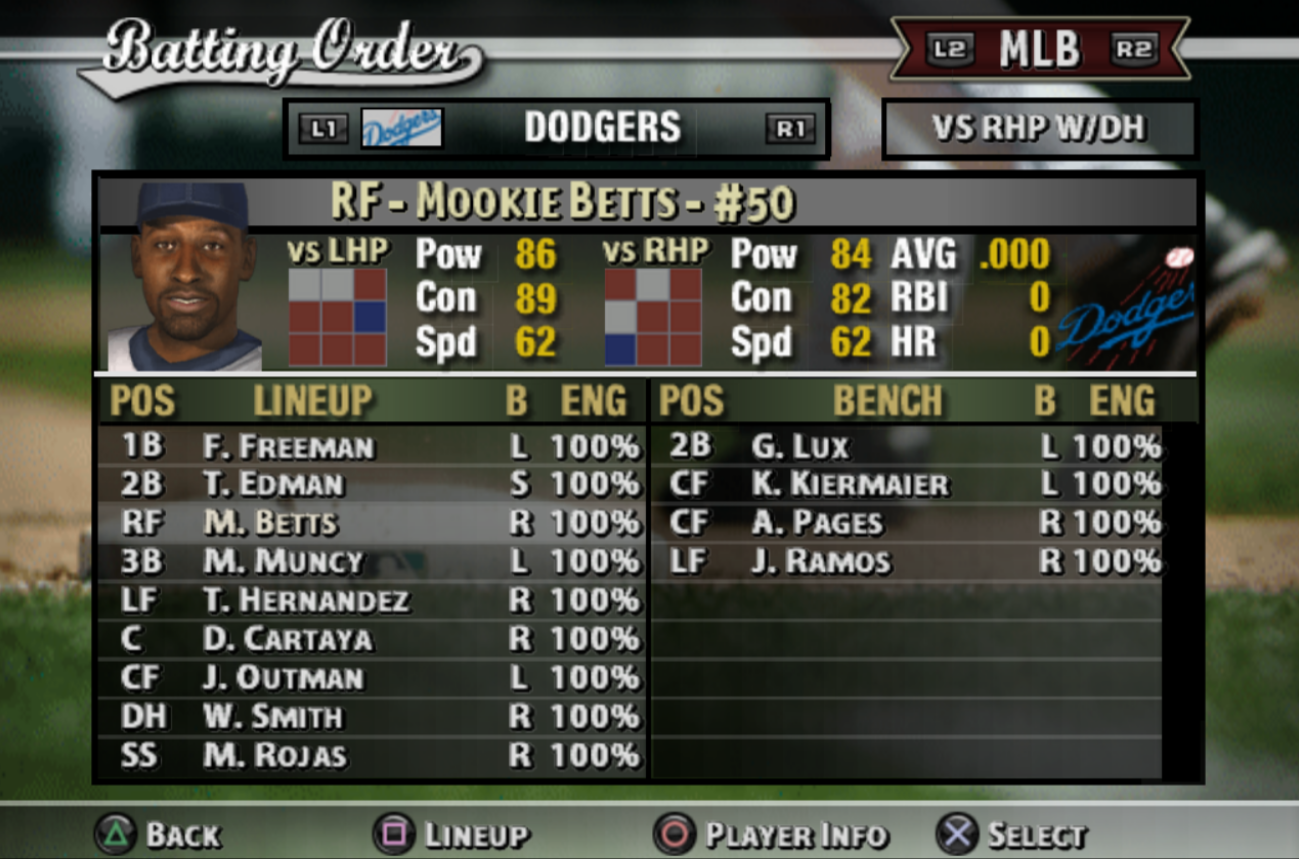 Batting Order
L2 MLB R2
L1 Dodgers DODGERS R1 VS RHP W/DH
RF - MOOKIE BETTS - #50
VS LHP Pow 86 VS RHP Pow 84 AVG .000
Con 89 Con 82 RBI 0
Spd 62 Spd 62 HR 0
Dodgers
POS LINEUP B ENG POS BENCH B ENG
1B F. FREEMAN L 100% 2B G. LUX L 100%
2B T. EDMAN S 100% CF K. KIERMAIER L 100%
RF M. BETTS R 100% CF A. PAGES R 100%
3B M. MUNCY L 100% LF J. RAMOS R 100%
LF T. HERNANDEZ R 100%
C D. CARTAYA R 100%
CF J. OUTMAN L 100%
DH W. SMITH R 100%
SS M. ROJAS R 100%
BACK LINEUP PLAYER INFO SELECT